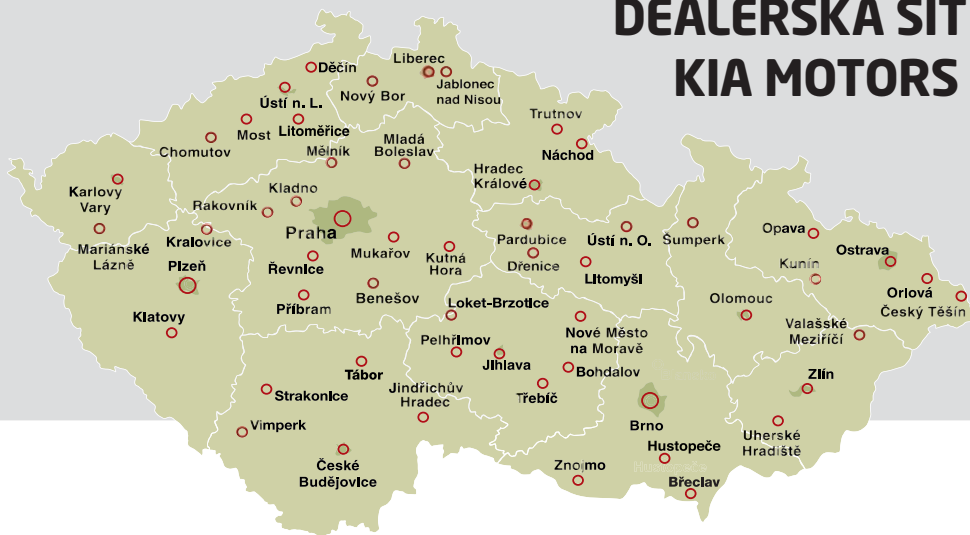 DEALERSKÁ SÍŤ
KIA MOTORS
Děčín
Liberec
Nový Bor
Jablonec
nad Nisou
Ústí n. L.
Most
Litoměřice
Chomutov
Mělník
Mladá
Boleslav
Trutnov
Náchod
Hradec
Králové
Karlovy
Vary
Kladno
Rakovník
Praha
Mariánské
Lázně
Kralovice
Plzeň
Řevnice
Mukařov
Kutná
Hora
Pardubice
Dřenice
Ústí n. O.
Šumperk
Litomyšl
Opava
Ostrava
Kunín
Orlová
Český Těšín
Příbram
Benešov
Loket-Brzotice
Klatovy
Olomouc
Valašské
Meziříčí
Pelhřimov
Jihlava
Nové Město
na Moravě
Bohdalov
Třebíč
Tábor
Jindřichův
Hradec
Strakonice
Vimperk
České
Budějovice
Zlín
Brno
Uherské
Hradiště
Hustopeče
Hustopeče
Znojmo
Břeclav